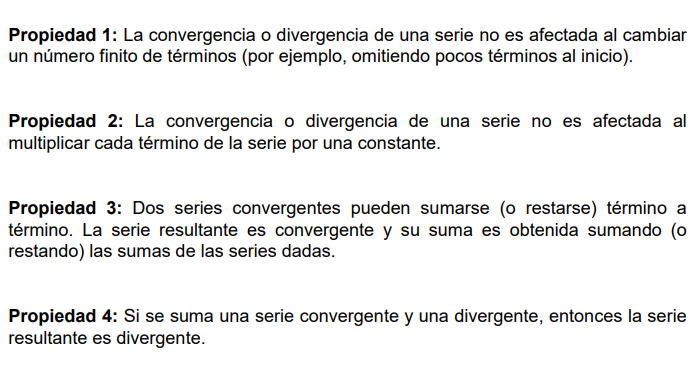 Propiedad 1: La convergencia o divergencia de una serie no es afectada al cambiar
un número finito de términos (por ejemplo, omitiendo pocos términos al inicio).
Propiedad 2: La convergencia o divergencia de una serie no es afectada al
multiplicar cada término de la serie por una constante.
Propiedad 3: Dos series convergentes pueden sumarse (o restarse) término a
término. La serie resultante es convergente y su suma es obtenida sumando (o
restando) las sumas de las series dadas.
Propiedad 4: Si se suma una serie convergente y una divergente, entonces la serie
resultante es divergente.